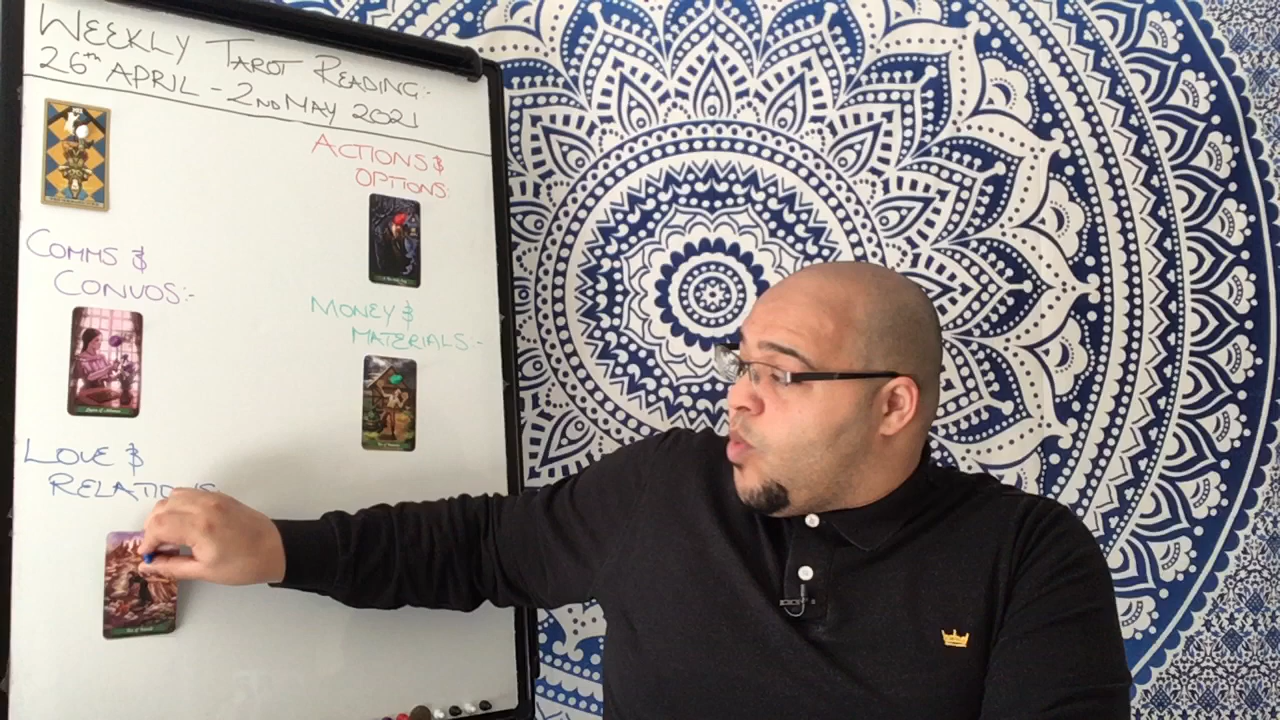 WEEKLY TAROT READING:-
26th APRIL - 2ND MAY 2021
ACTIONS &
OPTIONS:
COMMS &
CONVOS:-
MONEY &
MATERIALS:-
LOVE &